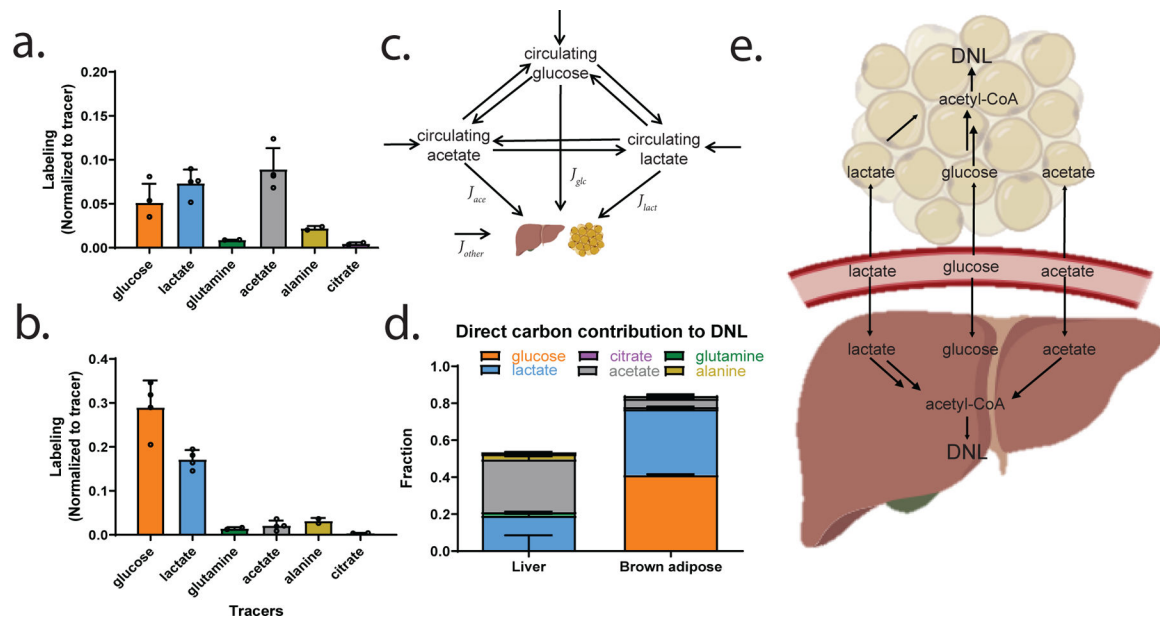 a.
0.20
0.15
0.10
0.05
0.00
Labeling
(Normalized to tracer)
glucose
lactate
glutamine
acetate
alanine
citrate
b.
0.4
0.3
0.2
0.1
0.0
Labeling
(Normalized to tracer)
glucose
lactate
glutamine
acetate
alanine
citrate
Tracers
c.
circulating
glucose
circulating
acetate
circulating
lactate
J_ace
J_glc
J_lact
J_other
d.
Direct carbon contribution to DNL
glucose
citrate
glutamine
lactate
acetate
alanine
1.0
0.8
0.6
0.4
0.2
0.0
Fraction
Liver
Brown adipose
e.
DNL
acetyl-CoA
lactate
glucose
acetate
lactate
glucose
acetate
lactate
glucose
acetate
acetyl-CoA
DNL